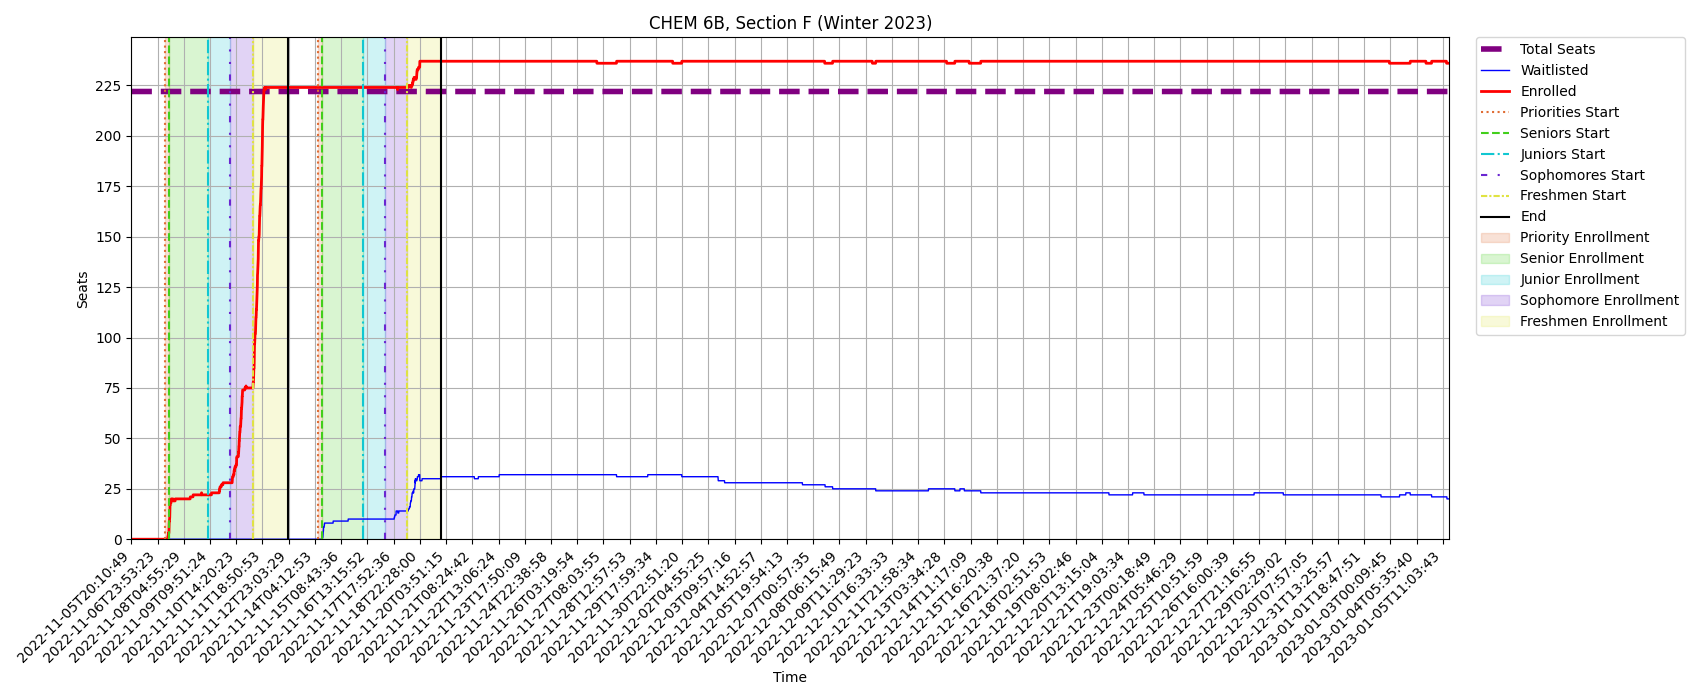 CHEM 6B, Section F (Winter 2023)
Total Seats
Waitlisted
Enrolled
Priorities Start
Seniors Start
Juniors Start
Sophomores Start
Freshmen Start
End
Priority Enrollment
Senior Enrollment
Junior Enrollment
Sophomore Enrollment
Freshmen Enrollment
Seats
225
200
175
150
125
100
75
50
25
0
2022-11-05T20:10:49
2022-11-06T23:53:23
2022-11-08T04:55:29
2022-11-09T09:51:24
2022-11-10T14:20:23
2022-11-11T18:50:53
2022-11-12T23:03:29
2022-11-14T04:12:53
2022-11-15T08:43:36
2022-11-16T13:15:52
2022-11-17T17:52:36
2022-11-18T22:28:00
2022-11-20T03:51:15
2022-11-21T08:24:42
2022-11-22T13:06:24
2022-11-23T17:50:09
2022-11-24T22:38:58
2022-11-26T03:19:54
2022-11-27T08:03:55
2022-11-28T12:57:53
2022-11-29T17:59:34
2022-11-30T22:51:20
2022-12-02T04:55:25
2022-12-03T09:57:16
2022-12-04T14:52:57
2022-12-05T19:54:13
2022-12-07T00:57:35
2022-12-08T06:15:49
2022-12-09T11:29:23
2022-12-10T16:33:33
2022-12-11T21:58:34
2022-12-13T03:34:28
2022-12-14T11:17:09
2022-12-15T16:20:38
2022-12-16T21:37:20
2022-12-18T02:51:53
2022-12-19T08:02:46
2022-12-20T13:15:04
2022-12-21T19:03:34
2022-12-23T00:18:49
2022-12-24T05:46:29
2022-12-25T10:51:59
2022-12-26T16:00:39
2022-12-27T21:16:55
2022-12-29T02:29:02
2022-12-30T07:57:05
2022-12-31T13:25:57
2023-01-01T18:47:51
2023-01-03T00:09:45
2023-01-04T05:35:40
2023-01-05T11:03:43
Time